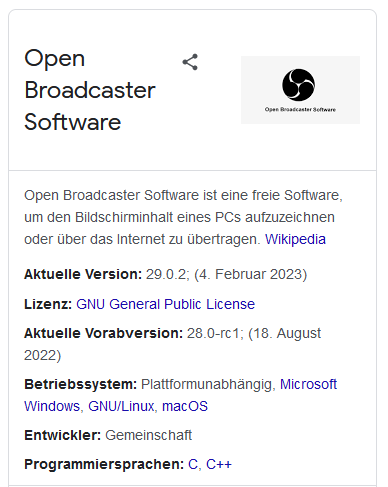 Open
Broadcaster
Software
Open Broadcaster Software
Open Broadcaster Software ist eine freie Software,
um den Bildschirminhalt eines PCs aufzuzeichnen
oder über das Internet zu übertragen. Wikipedia
Aktuelle Version: 29.0.2; (4. Februar 2023)
Lizenz: GNU General Public License
Aktuelle Vorabversion: 28.0-rc1; (18. August
2022)
Betriebssystem: Plattformunabhängig, Microsoft
Windows, GNU/Linux, macOS
Entwickler: Gemeinschaft
Programmiersprachen: C, C++